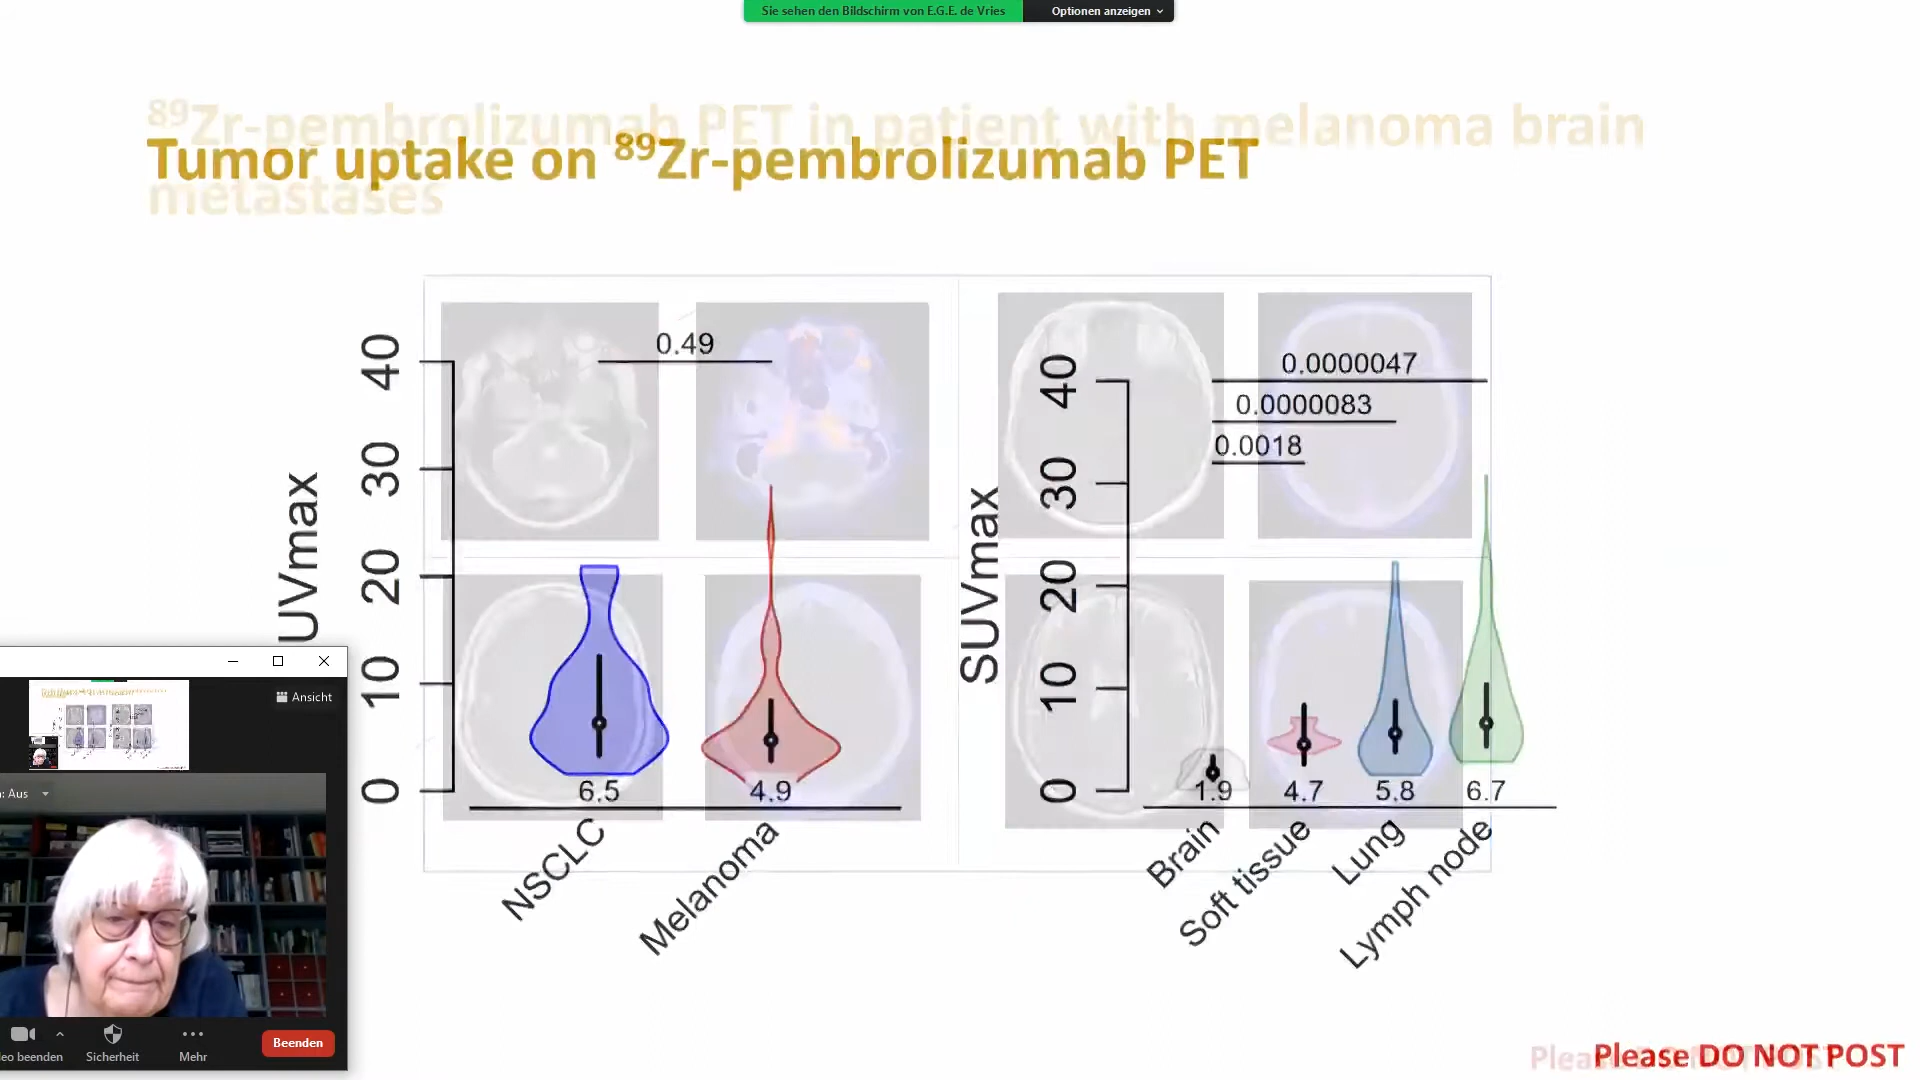 Sie sehen den Bildschirm von E.G.E. de Vries
Optionen anzeigen
89Zr-pembrolizumab PET in patient with melanoma brain
metastases
Tumor uptake on 89Zr-pembrolizumab PET
UVmax
40
30
20
10
0
0.49
6.5
4.9
NSCLC
Melanoma
SUVmax
40
30
20
10
0
0.0000047
0.0000083
0.0018
1.9
4.7
5.8
6.7
Brain
Soft tissue
Lung
Lymph node
Ansicht
: Aus
eo beenden
Sicherheit
Mehr
Beenden
Please DO NOT POST